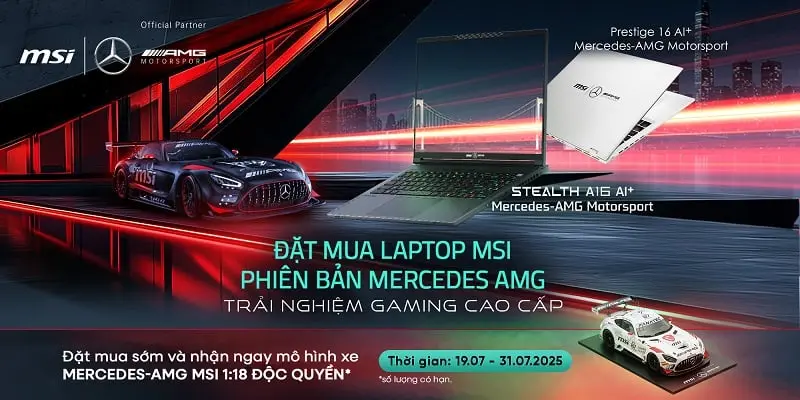 Official Partner
msi
AMG
MOTORSPORT
Prestige 16 AI+
Mercedes-AMG Motorsport
STEALTH A16 AI+
Mercedes-AMG Motorsport
ĐẶT MUA LAPTOP MSI
PHIÊN BẢN MERCEDES AMG
TRẢI NGHIỆM GAMING CAO CẤP
Đặt mua sớm và nhận ngay mô hình xe
MERCEDES-AMG MSI 1:18 ĐỘC QUYỀN*
Thời gian: 19.07 - 31.07.2025
*số lượng có hạn.
msi
msi